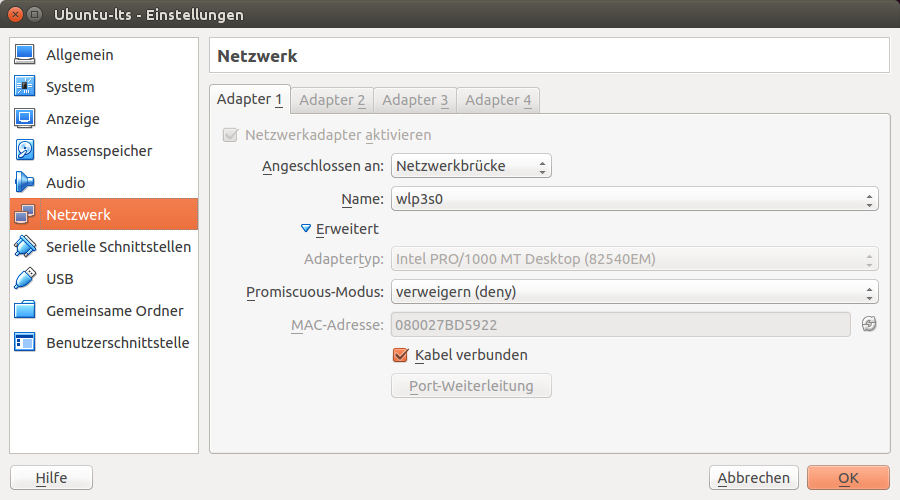 Ubuntu-lts - Einstellungen
Allgemein
System
Anzeige
Massenspeicher
Audio
Netzwerk
Serielle Schnittstellen
USB
Gemeinsame Ordner
Benutzerschnittstelle
Netzwerk
Adapter 1 Adapter 2 Adapter 3 Adapter 4
Netzwerkadapter aktivieren
Angeschlossen an: Netzwerkbrücke
Name: wlp3s0
Erweitert
Adaptertyp: Intel PRO/1000 MT Desktop (82540EM)
Promiscuous-Modus: verweigern (deny)
MAC-Adresse: 080027BD5922
Kabel verbunden
Port-Weiterleitung
Hilfe Abbrechen OK